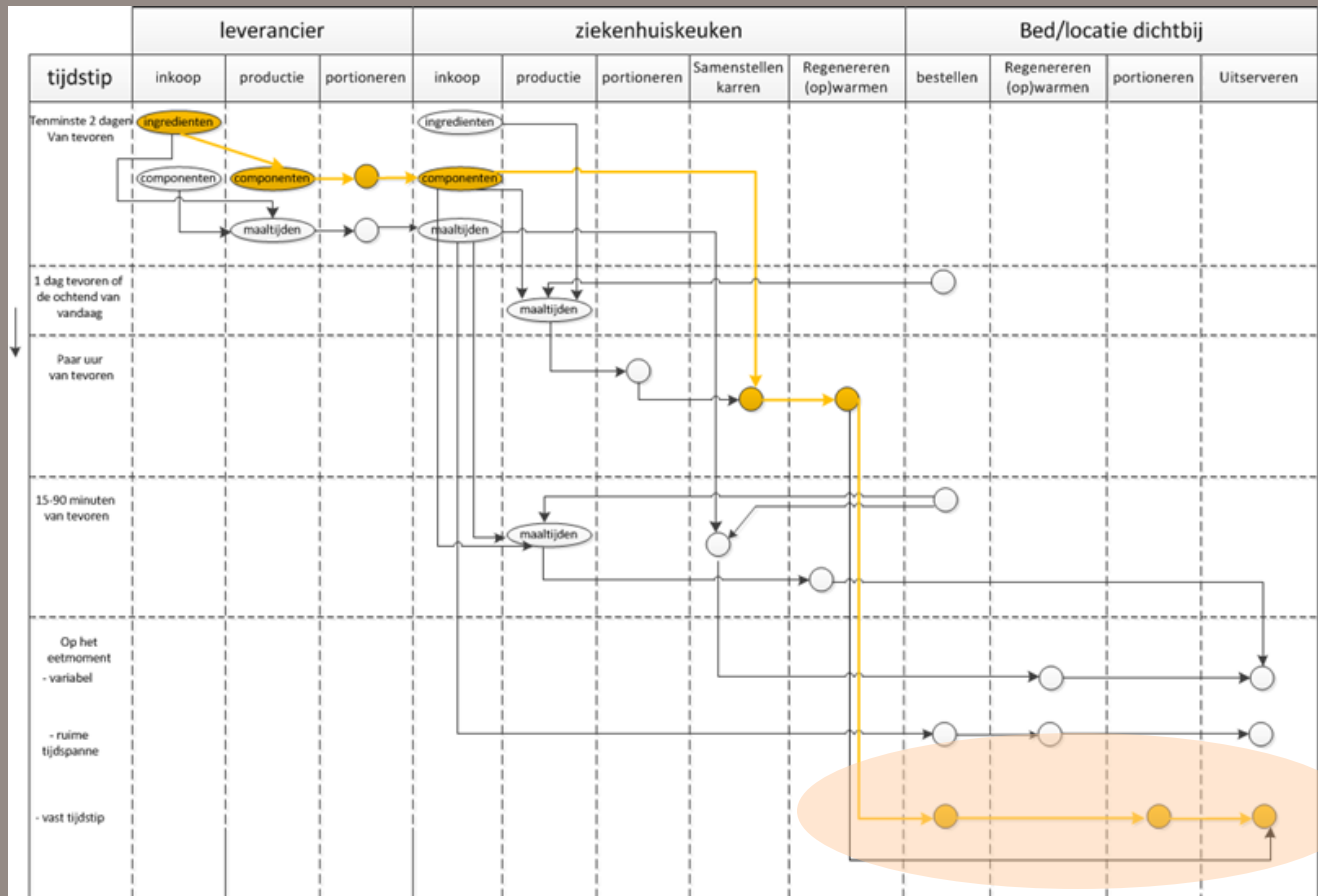 leverancier
ziekenhuiskeuken
Bed/locatie dichtbij
tijdstip
inkoop
productie
portioneren
inkoop
productie
portioneren
Samenstellen
karren
Regenereren
(op)warmen
bestellen
Regenereren
(op)warmen
portioneren
Uitserveren
Tenminste 2 dagen
Van tevoren
ingredienten
ingredienten
componenten
componenten
componenten
maaltijden
maaltijden
1 dag tevoren of
de ochtend van
vandaag
maaltijden
Paar uur
van tevoren
15-90 minuten
van tevoren
maaltijden
Op het
eetmoment
- variabel
- ruime
tijdspanne
- vast tijdstip